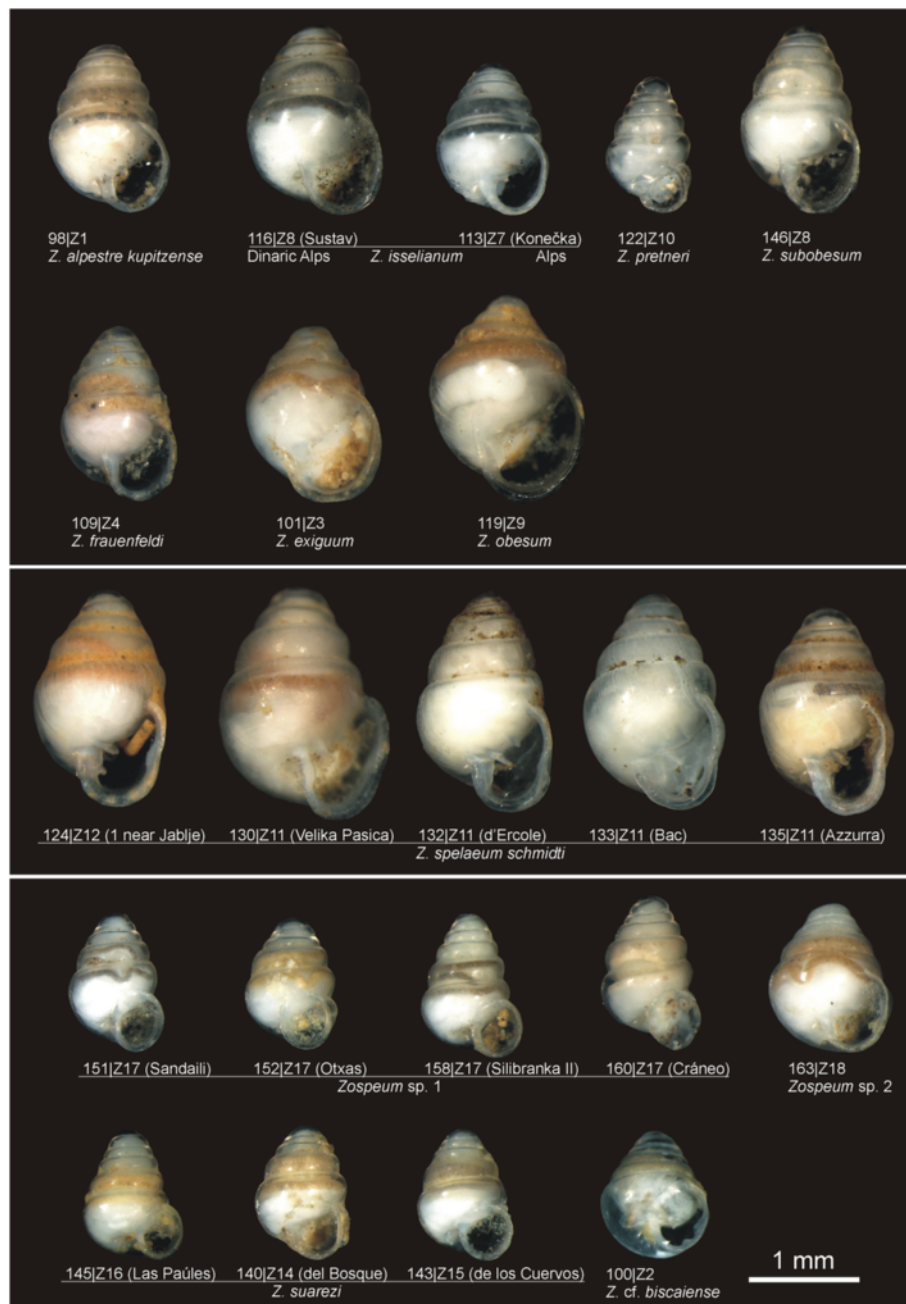 98|Z1
Z. alpestre kupitzense
116|Z8 (Sustav) 113|Z7 (Konečka)
Dinaric Alps Z. isselianum Alps
122|Z10
Z. pretneri
146|Z8
Z. subobesum
109|Z4
Z. frauenfeldi
101|Z3
Z. exiguum
119|Z9
Z. obesum
124|Z12 (1 near Jablje) 130|Z11 (Velika Pasica) 132|Z11 (d'Ercole) 133|Z11 (Bac) 135|Z11 (Azzurra)
Z. spelaeum schmidti
151|Z17 (Sandaili) 152|Z17 (Otxas) 158|Z17 (Silibranka II) 160|Z17 (Cráneo)
Zospeum sp. 1
163|Z18
Zospeum sp. 2
145|Z16 (Las Paúles) 140|Z14 (del Bosque) 143|Z15 (de los Cuervos)
Z. suarezi
100|Z2
Z. cf. biscaiense
1 mm